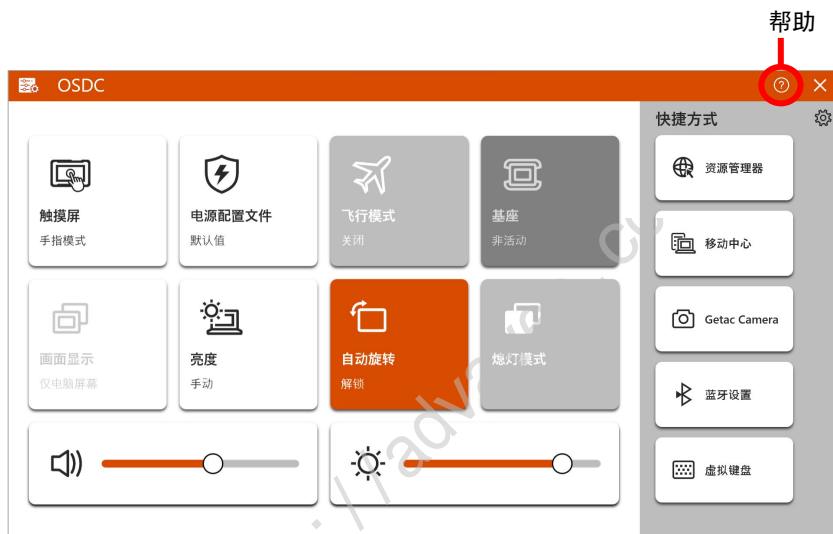 帮助
OSDC
快捷方式
触摸屏
手指模式
电源配置文件
默认值
飞行模式
关闭
基座
非活动
画面显示
仅电脑屏幕
亮度
手动
自动旋转
解锁
熄灯模式
资源管理器
移动中心
Getac Camera
蓝牙设置
虚拟键盘